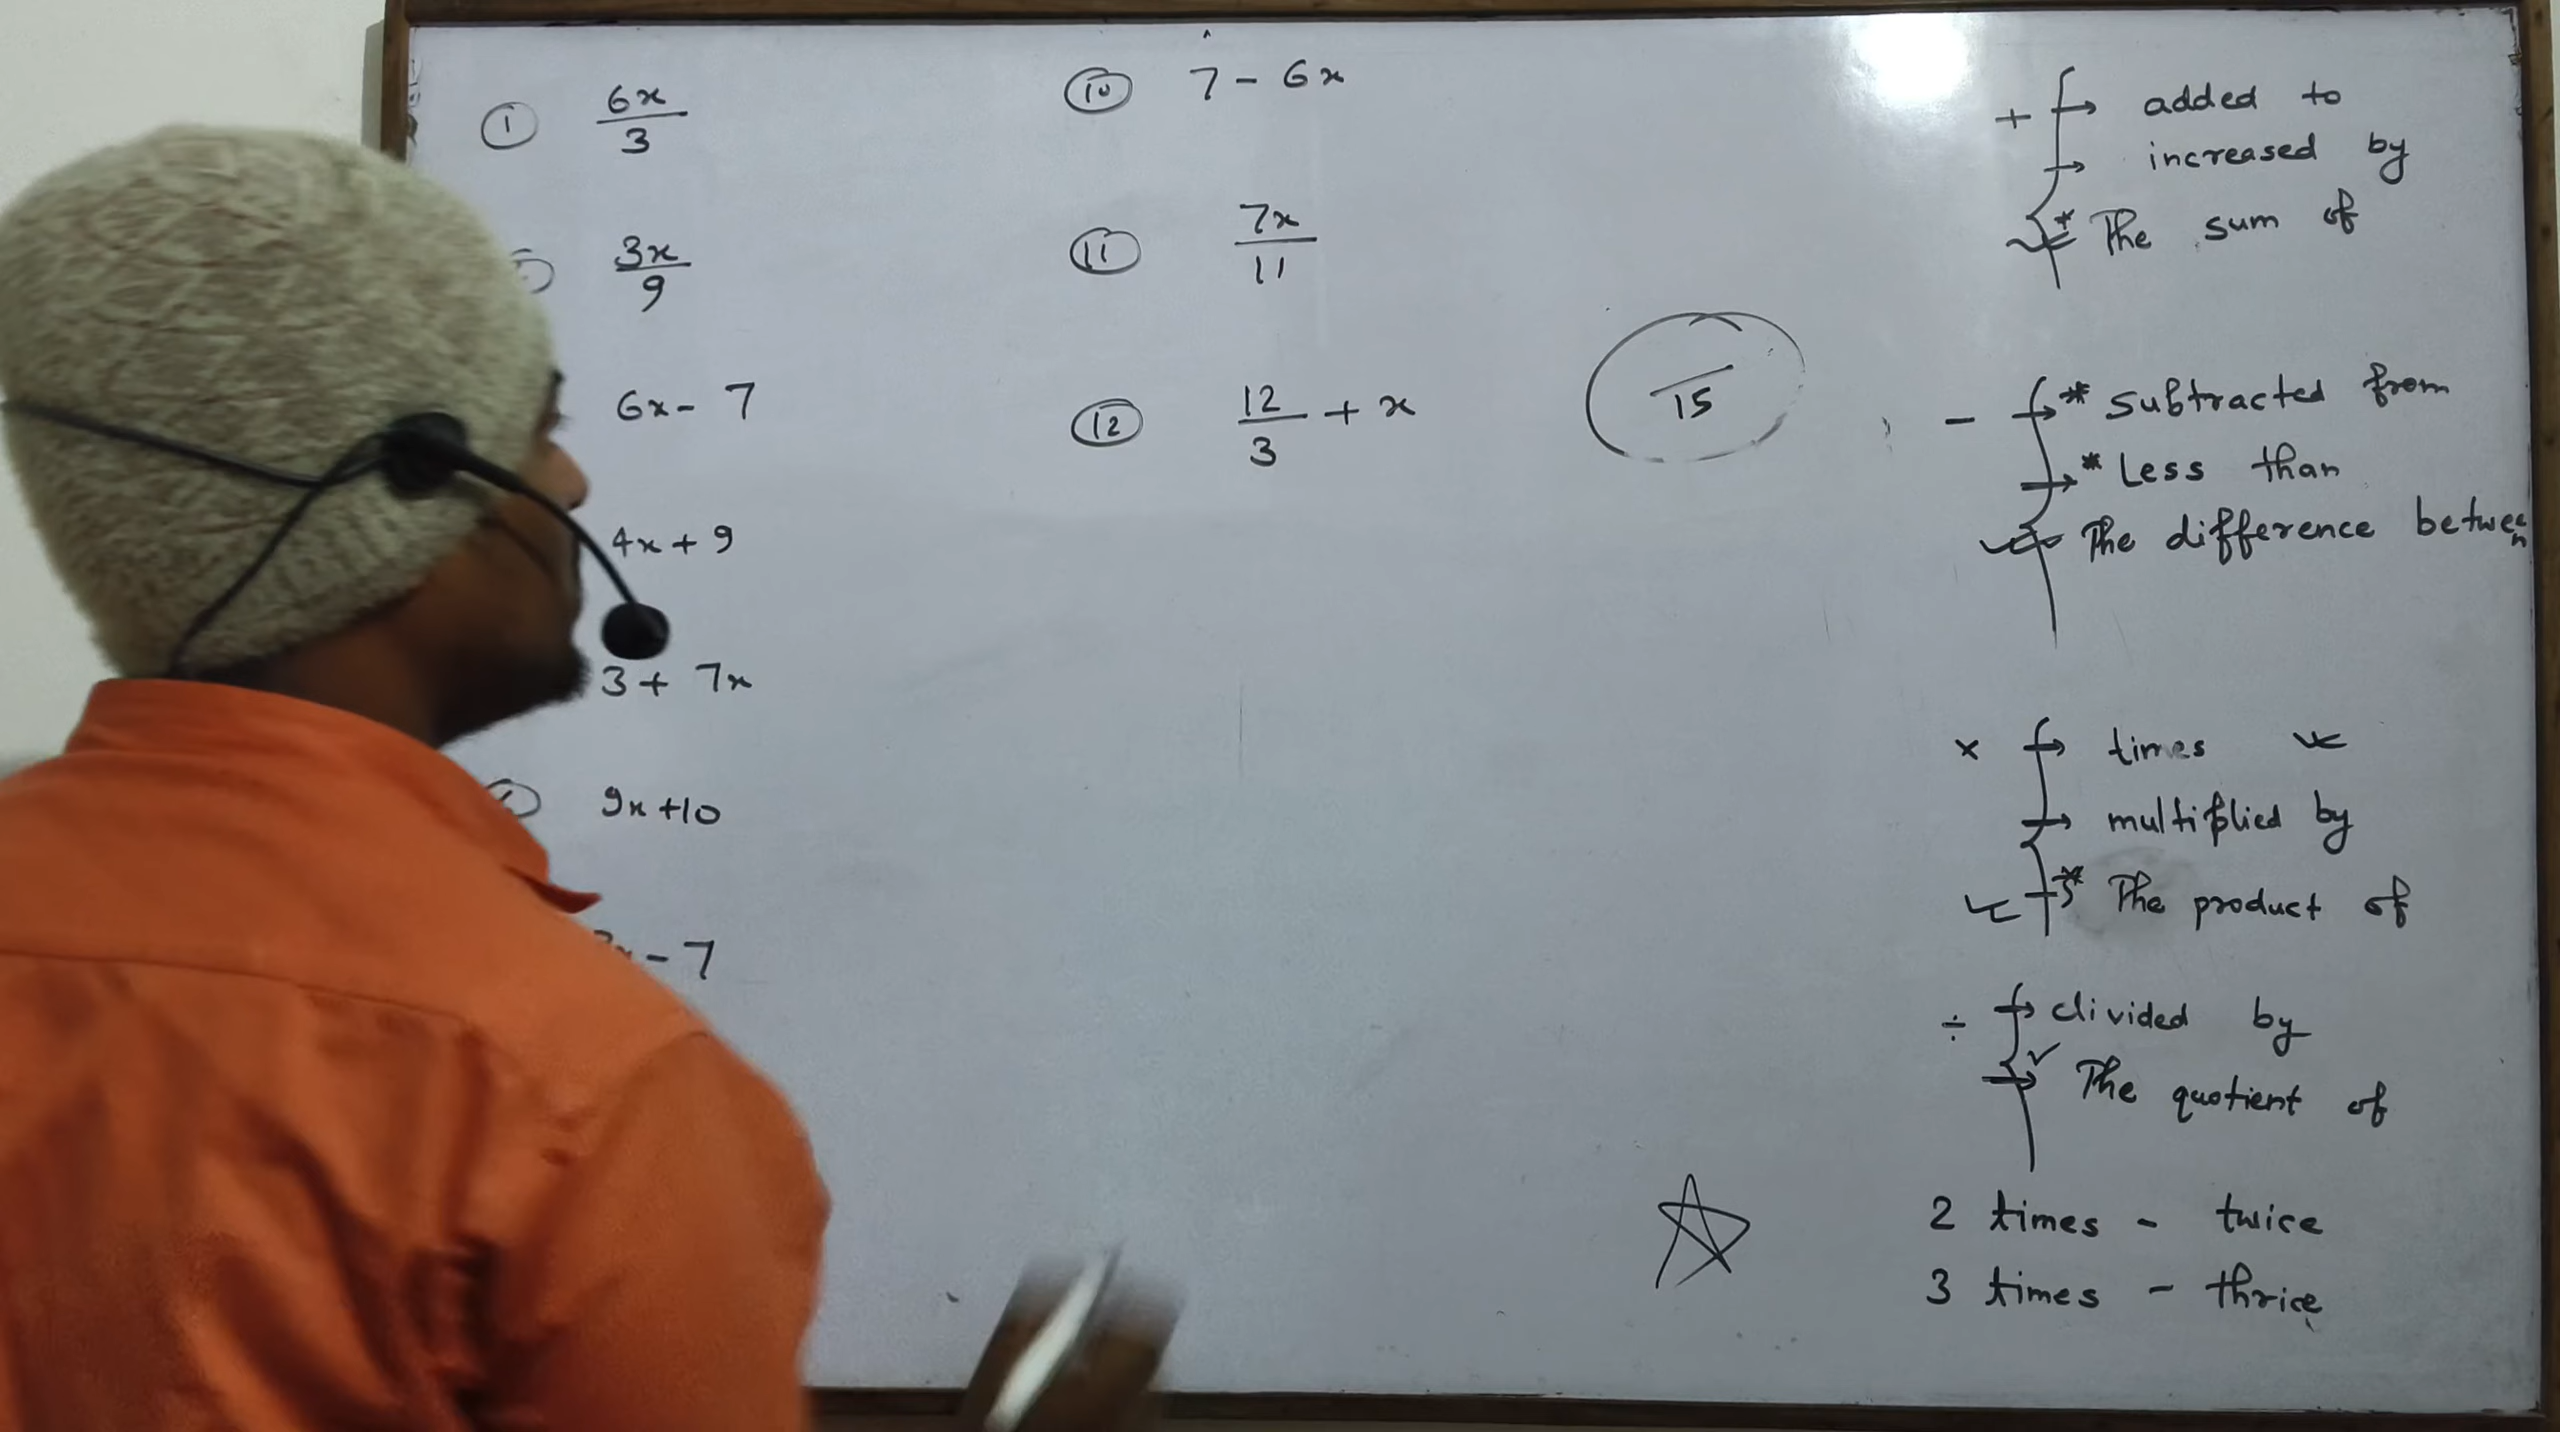 ① 6x/3
3x/9
6x - 7
4x + 9
3 + 7x
9x + 10
- 7
⑩ 7 - 6x
⑪ 7x/11
⑫ 12/3 + x
15
+ → added to
→ increased by
* The sum of
- → * Subtracted from
→ * Less than
→ The difference between
× → times
→ multiplied by
* The product of
÷ → divided by
→ ✓ The quotient of
2 times - twice
3 times - thrice